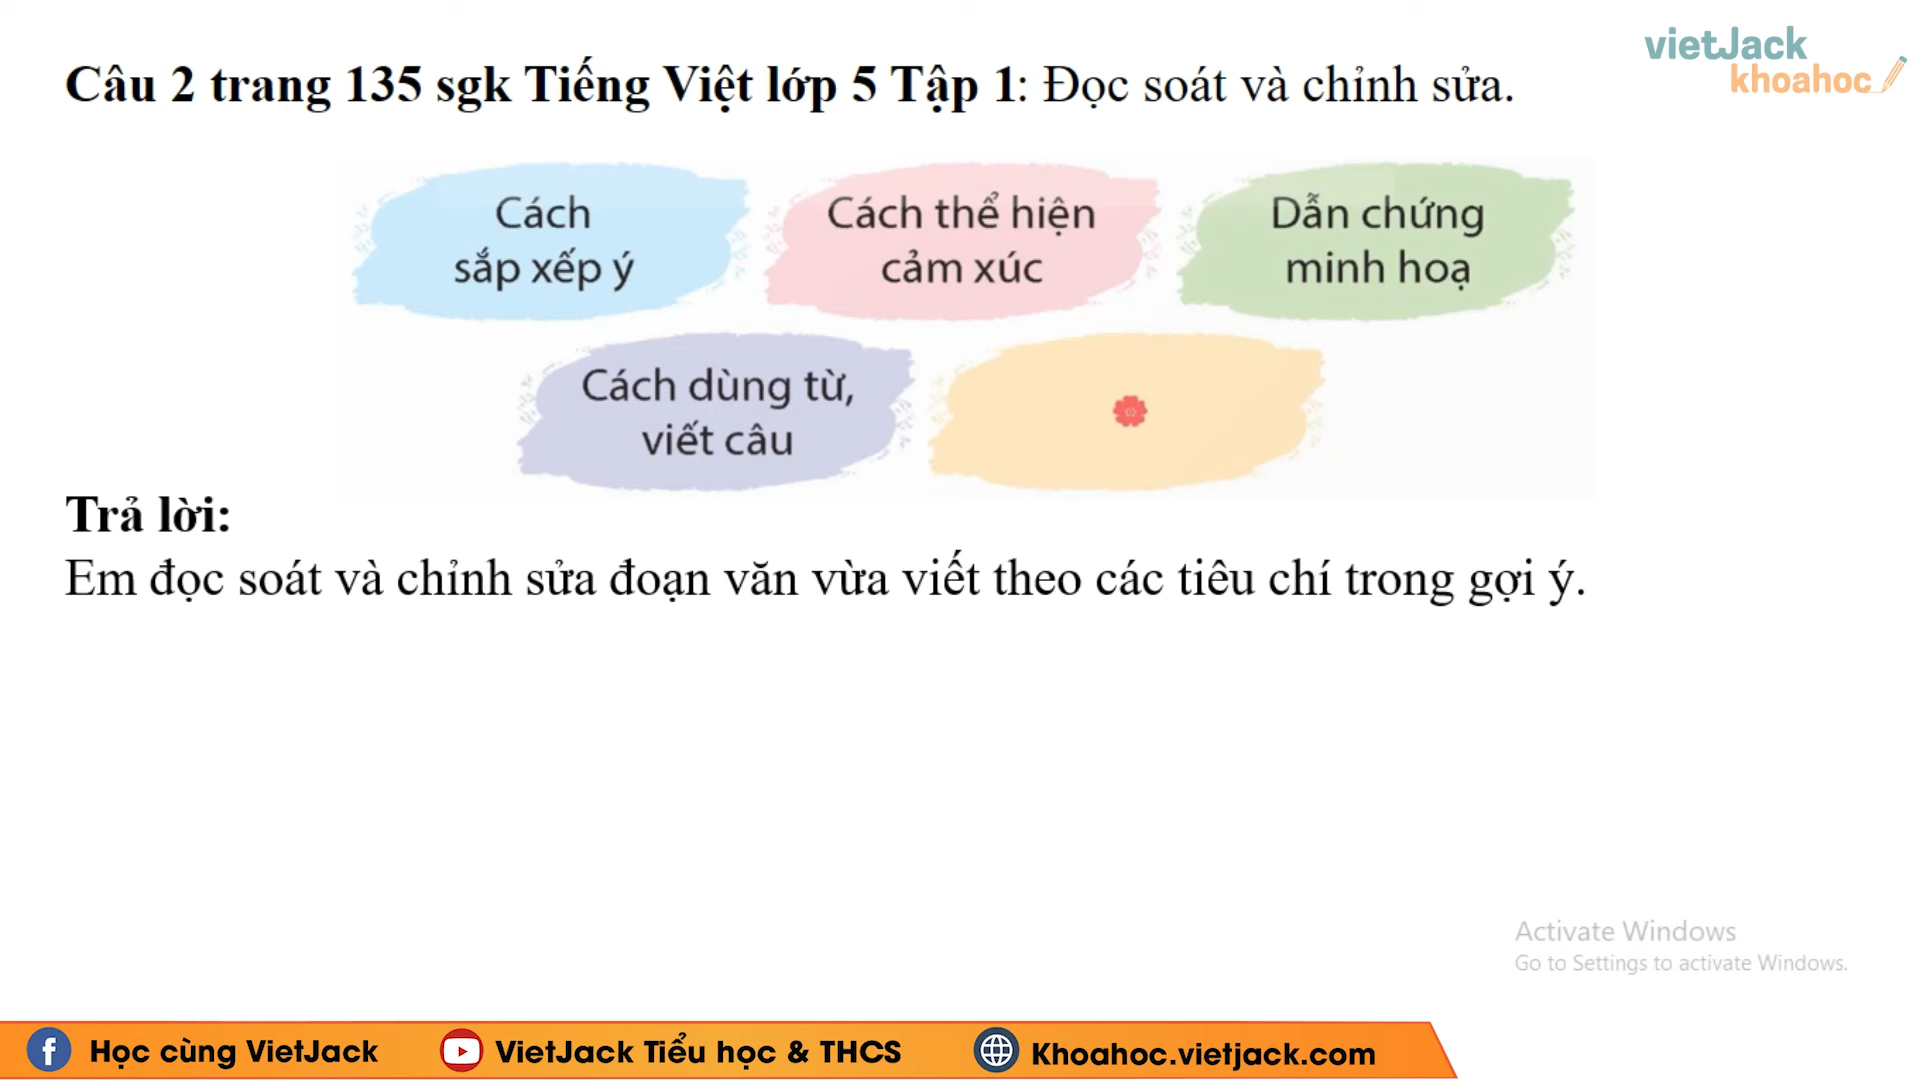 vietJack
khoahoc
Câu 2 trang 135 sgk Tiếng Việt lớp 5 Tập 1: Đọc soát và chỉnh sửa.
Cách
sắp xếp ý
Cách thể hiện
cảm xúc
Dẫn chứng
minh hoạ
Cách dùng từ,
viết câu
Trả lời:
Em đọc soát và chỉnh sửa đoạn văn vừa viết theo các tiêu chí trong gợi ý.
Activate Windows
Go to Settings to activate Windows.
Học cùng VietJack
VietJack Tiểu học & THCS
Khoahoc.vietjack.com